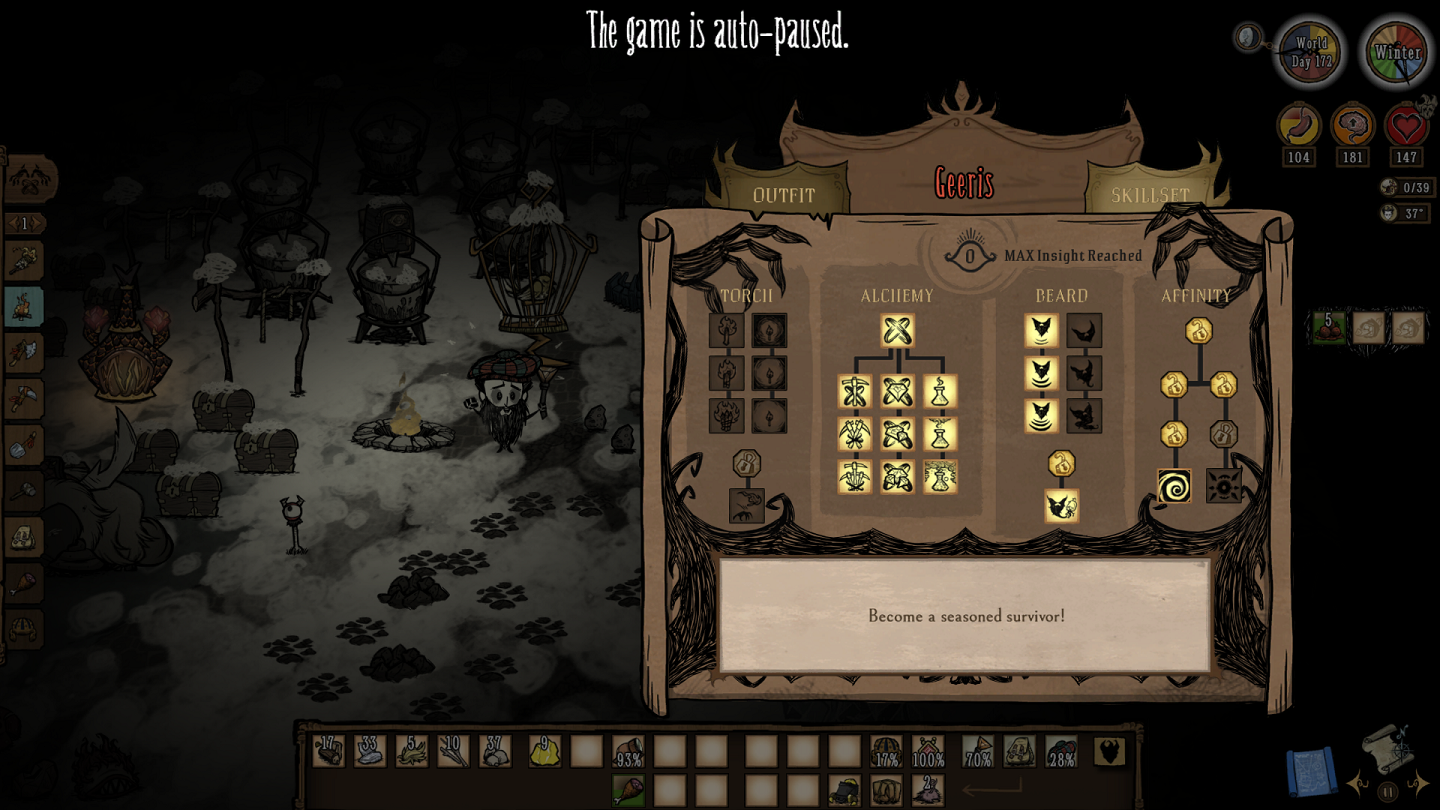 The game is auto-paused.
World
Day 172
Winter
104
181
147
0/39
37°
OUTFIT
Geeris
SKILLSET
0
MAX Insight Reached
TORCH
ALCHEMY
BEARD
AFFINITY
1
5
Become a seasoned survivor!
17
33
5
10
37
9
93%
17%
100%
70%
28%
2